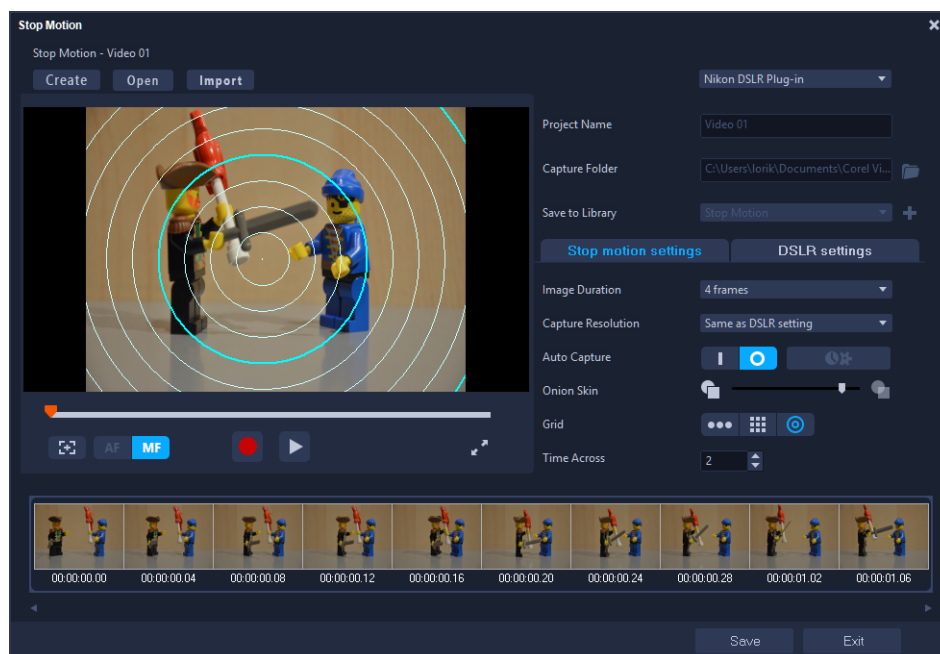 Stop Motion
Stop Motion - Video 01
Create Open Import
Nikon DSLR Plug-in
Project Name Video 01
Capture Folder C:\Users\lorik\Documents\Corel Vi...
Save to Library Stop Motion
Stop motion settings DSLR settings
Image Duration 4 frames
Capture Resolution Same as DSLR setting
Auto Capture
Onion Skin
Grid
Time Across 2
AF MF
00:00:00.00 00:00:00.04 00:00:00.08 00:00:00.12 00:00:00.16 00:00:00.20 00:00:00.24 00:00:00.28 00:00:01.02 00:00:01.06
Save Exit